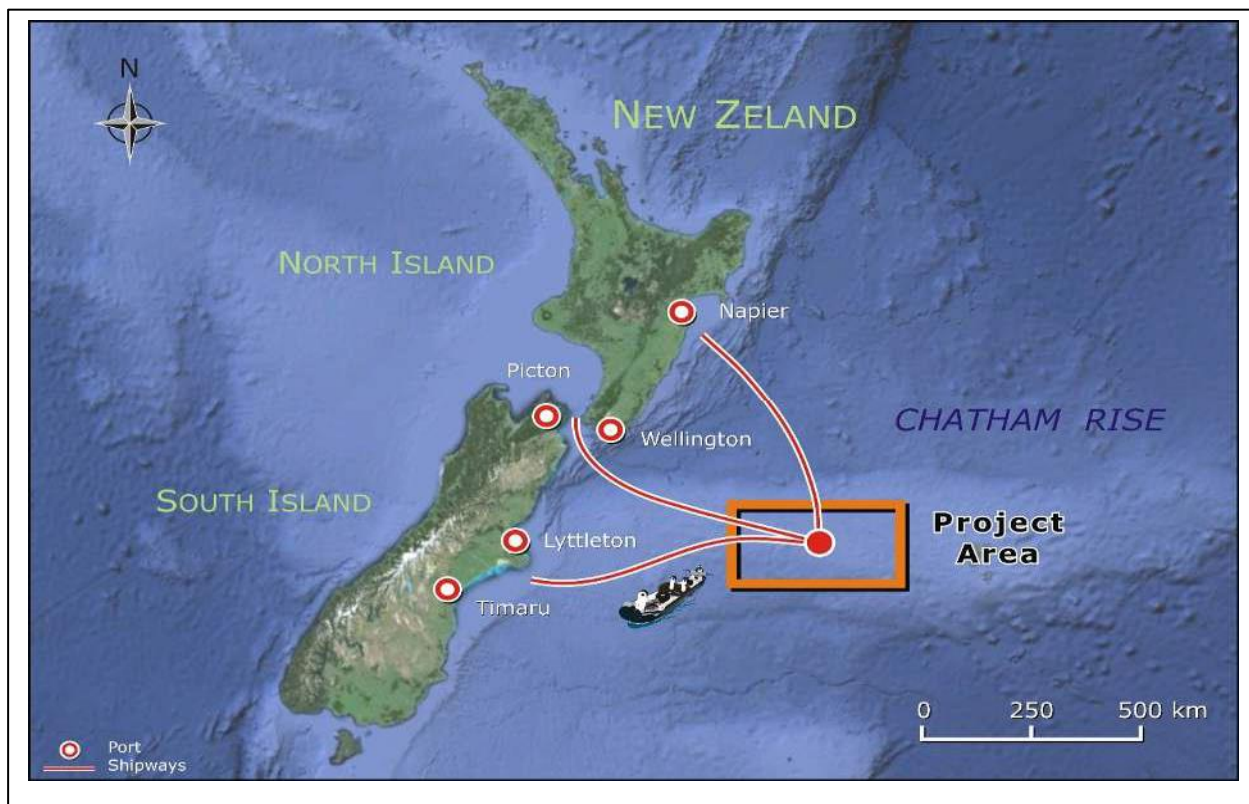 N
NEW ZELAND
NORTH ISLAND
Napier
Picton
CHATHAM RISE
Wellington
SOUTH ISLAND
Project
Area
Lyttleton
Timaru
0 250 500 km
Port
Shipways